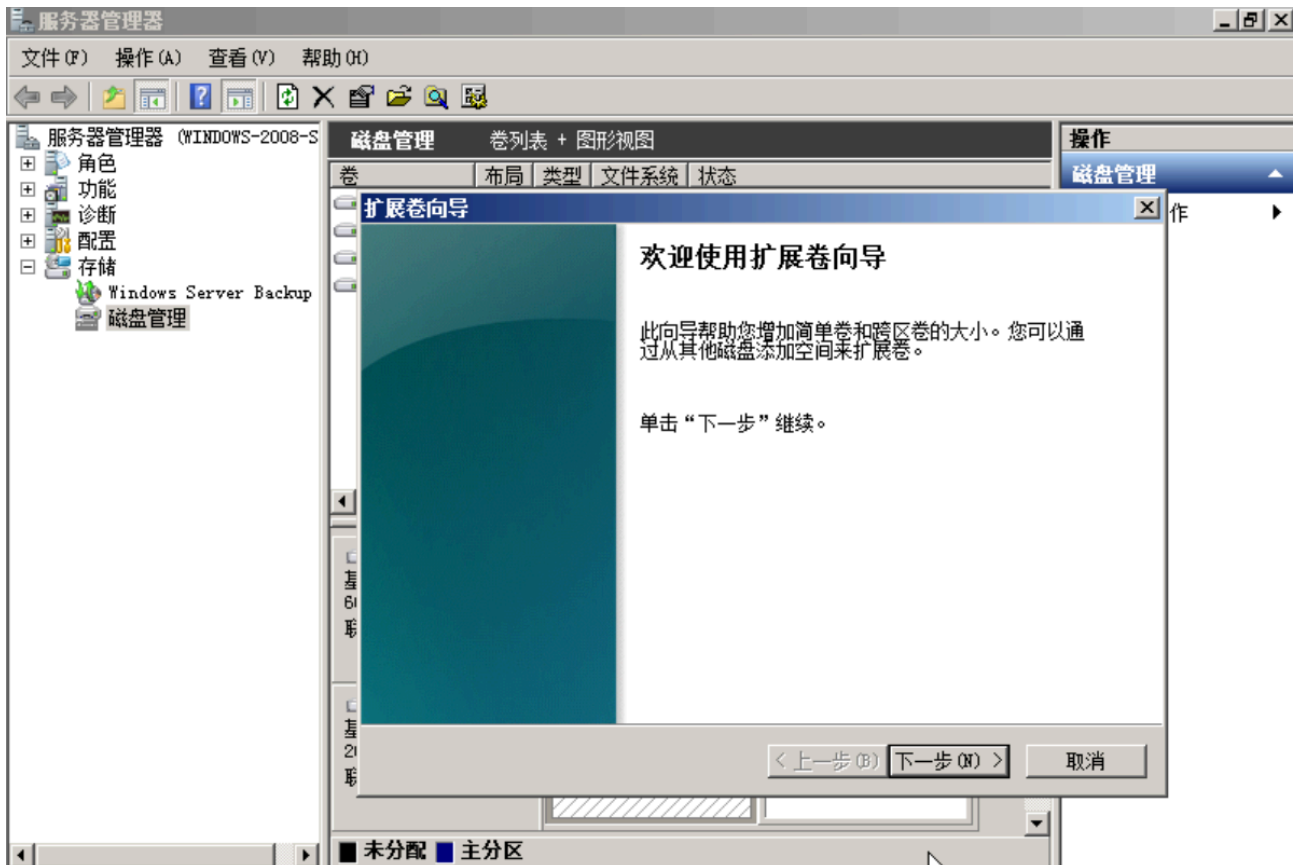 服务器管理器
文件(F) 操作(A) 查看(V) 帮助(H)
服务器管理器 (WINDOWS-2008-S
角色
功能
诊断
配置
存储
Windows Server Backup
磁盘管理
磁盘管理 卷列表 + 图形视图
卷 布局 类型 文件系统 状态
扩展卷向导
欢迎使用扩展卷向导
此向导帮助您增加简单卷和跨区卷的大小。您可以通
过从其他磁盘添加空间来扩展卷。
单击“下一步”继续。
< 上一步(B) 下一步(N) > 取消
基
60
联
基
20
联
未分配 主分区
操作
磁盘管理
作